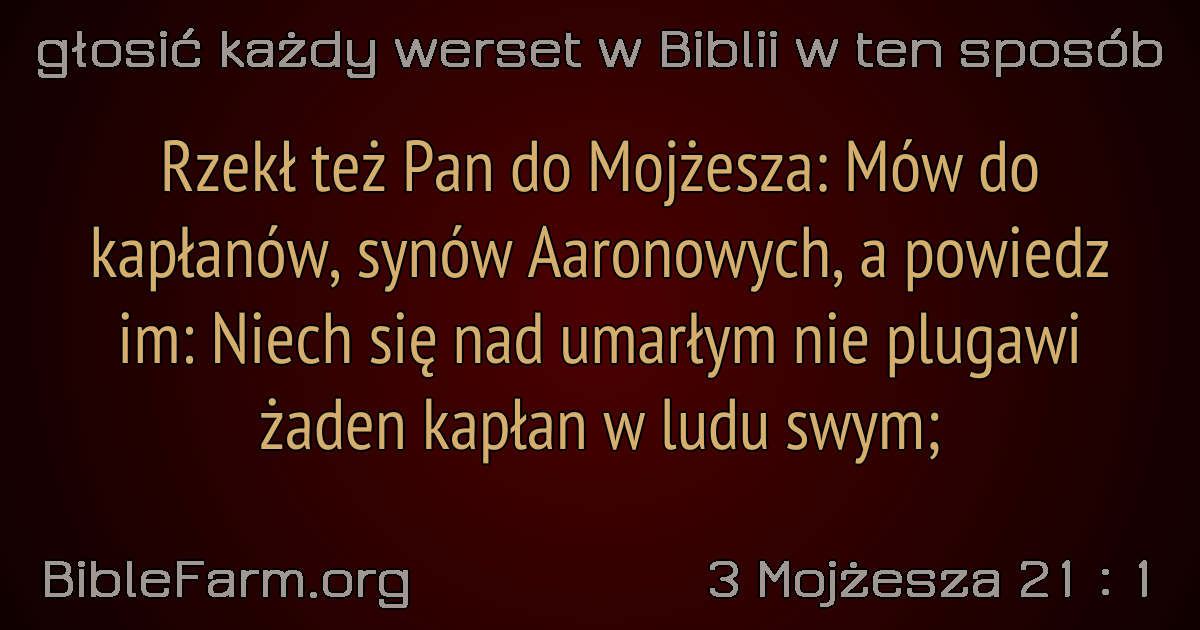 głosić każdy werset w Biblii w ten sposób
Rzekł też Pan do Mojżesza: Mów do
kapłanów, synów Aaronowych, a powiedz
im: Niech się nad umarłym nie plugawi
żaden kapłan w ludu swym;
BibleFarm.org
3 Mojżesza 21 : 1